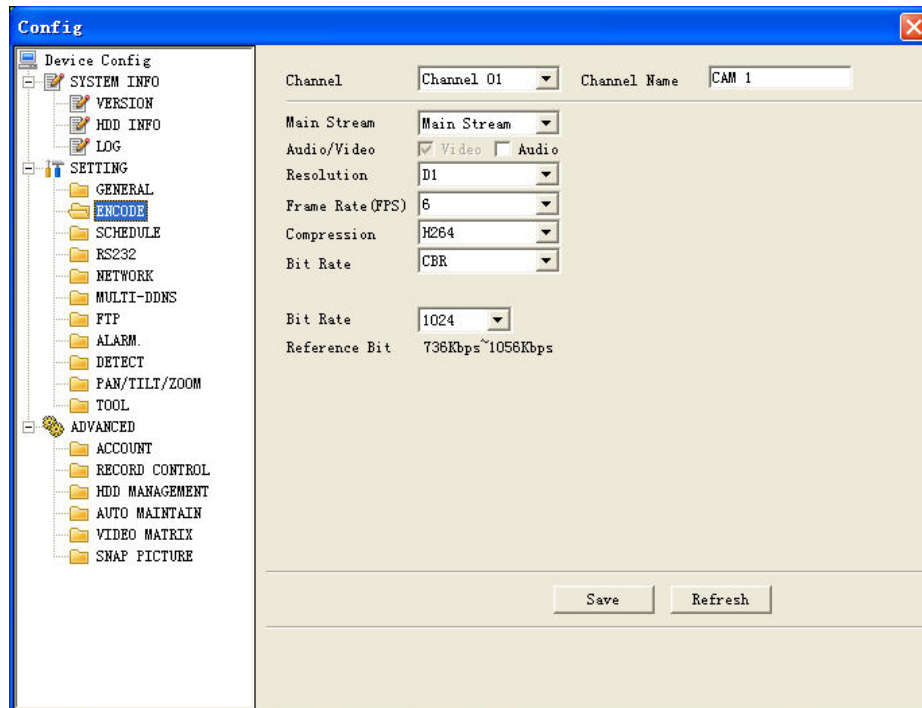 Config
Device Config
SYSTEM INFO
VERSION
HDD INFO
LOG
SETTING
GENERAL
ENCODE
SCHEDULE
RS232
NETWORK
MULTI-DDNS
FTP
ALARM.
DETECT
PAN/TILT/ZOOM
TOOL
ADVANCED
ACCOUNT
RECORD CONTROL
HDD MANAGEMENT
AUTO MAINTAIN
VIDEO MATRIX
SNAP PICTURE
Channel Channel 01 Channel Name CAM 1
Main Stream Main Stream
Audio/Video Video Audio
Resolution D1
Frame Rate(FPS) 6
Compression H264
Bit Rate CBR
Bit Rate 1024
Reference Bit 736Kbps~1056Kbps
Save Refresh